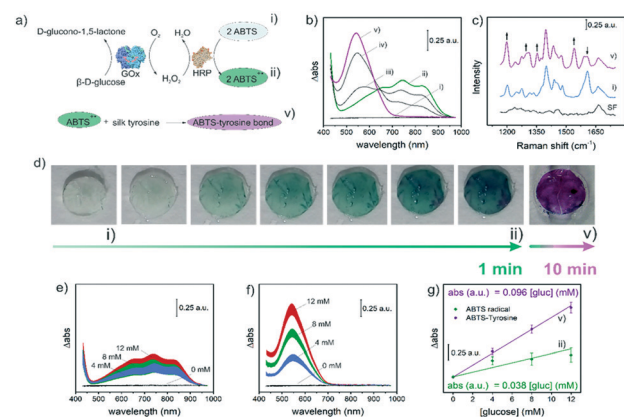 a)
D-glucono-1,5-lactone
O₂
H₂O
2 ABTS
i)
GOx
HRP
β-D-glucose
H₂O₂
2 ABTS
ii)
ABTS
+ silk tyrosine
ABTS-tyrosine bond
v)
b)
Δabs
0.25 a.u.
v)
iv)
iii)
ii)
i)
400 500 600 700 800 900 1000
wavelength (nm)
c)
Intensity
0.25 a.u.
v)
i)
SF
1200 1350 1500 1650
Raman shift (cm⁻¹)
d)
i)
ii)
v)
1 min
10 min
e)
Δabs
0.25 a.u.
12 mM
8 mM
4 mM
0 mM
400 500 600 700 800 900 1000
wavelength (nm)
f)
Δabs
0.25 a.u.
12 mM
8 mM
4 mM
0 mM
400 500 600 700 800 900 1000
wavelength (nm)
g)
abs (a.u.) = 0.096 [gluc] (mM)
ABTS radical
ABTS-Tyrosine
v)
Δabs
0.25 a.u.
ii)
abs (a.u.) = 0.038 [gluc] (mM)
0 2 4 6 8 10 12
[glucose] (mM)